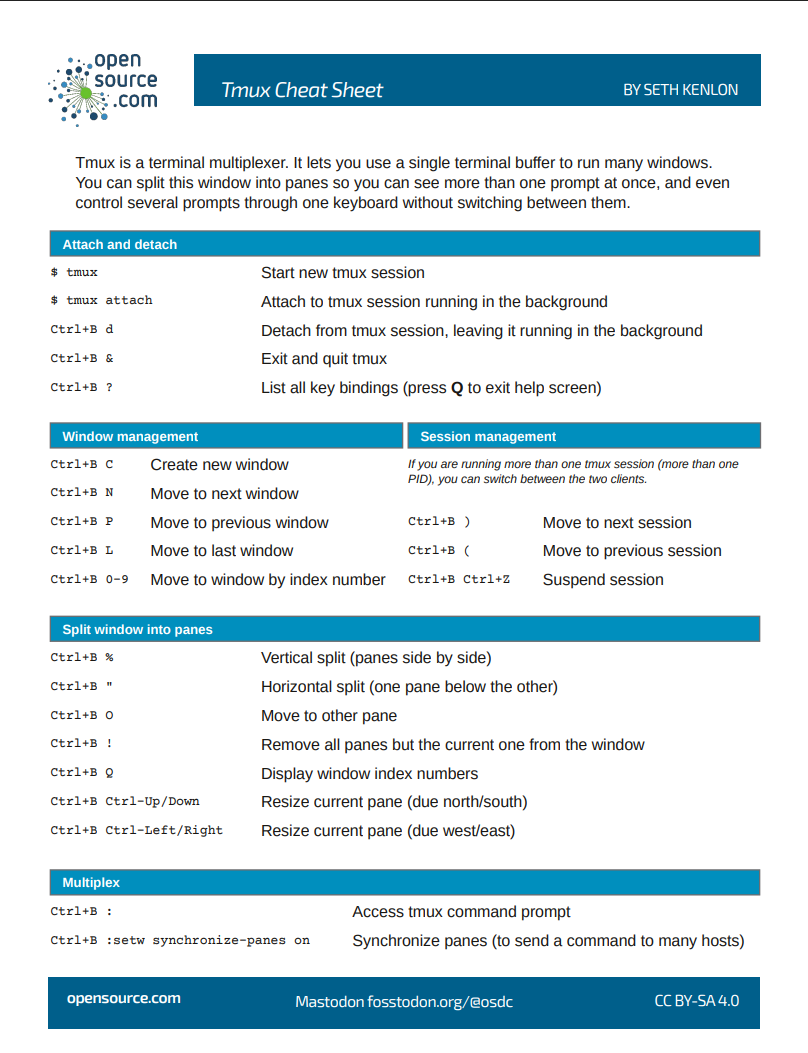 open
source
.com
Tmux Cheat Sheet BY SETH KENLON
Tmux is a terminal multiplexer. It lets you use a single terminal buffer to run many windows.
You can split this window into panes so you can see more than one prompt at once, and even
control several prompts through one keyboard without switching between them.
Attach and detach
$ tmux Start new tmux session
$ tmux attach Attach to tmux session running in the background
Ctrl+B d Detach from tmux session, leaving it running in the background
Ctrl+B & Exit and quit tmux
Ctrl+B ? List all key bindings (press Q to exit help screen)
Window management
Ctrl+B C Create new window
Ctrl+B N Move to next window
Ctrl+B P Move to previous window
Ctrl+B L Move to last window
Ctrl+B 0-9 Move to window by index number
Session management
If you are running more than one tmux session (more than one
PID), you can switch between the two clients.
Ctrl+B ) Move to next session
Ctrl+B ( Move to previous session
Ctrl+B Ctrl+Z Suspend session
Split window into panes
Ctrl+B % Vertical split (panes side by side)
Ctrl+B " Horizontal split (one pane below the other)
Ctrl+B O Move to other pane
Ctrl+B ! Remove all panes but the current one from the window
Ctrl+B Q Display window index numbers
Ctrl+B Ctrl-Up/Down Resize current pane (due north/south)
Ctrl+B Ctrl-Left/Right Resize current pane (due west/east)
Multiplex
Ctrl+B : Access tmux command prompt
Ctrl+B :setw synchronize-panes on Synchronize panes (to send a command to many hosts)
opensource.com Mastodon fosstodon.org/@osdc CC BY-SA 4.0